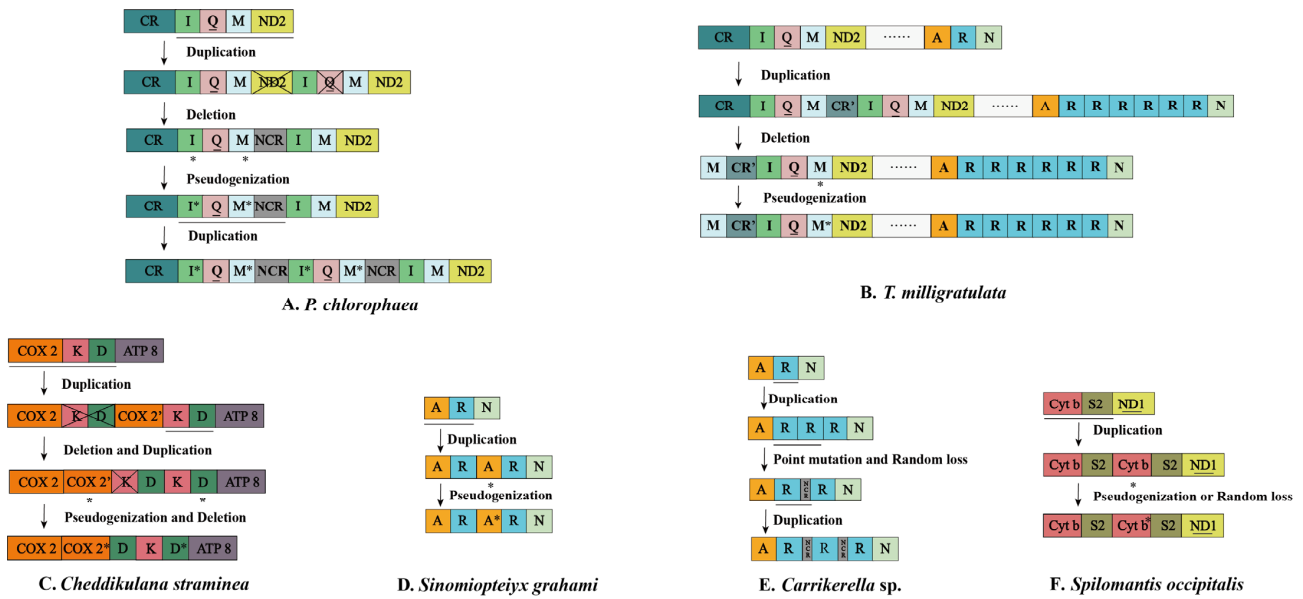 CR I Q M ND2
Duplication
CR I Q M ND2 I Q M ND2
Deletion
CR I Q M NCR I M ND2
* *
Pseudogenization
CR I* Q M* NCR I M ND2
Duplication
CR I* Q M* NCR I* Q M* NCR I M ND2
A. P. chlorophaea
CR I Q M ND2 ...... A R N
Duplication
CR I Q M CR' I Q M ND2 ...... A R R R R R R N
Deletion
M CR' I Q M ND2 ...... A R R R R R R N
*
Pseudogenization
M CR' I Q M* ND2 ...... A R R R R R R N
B. T. milligratulata
COX 2 K D ATP 8
Duplication
COX 2 K D COX 2' K D ATP 8
Deletion and Duplication
COX 2 COX 2' K D K D ATP 8
* *
Pseudogenization and Deletion
COX 2 COX 2* D K D* ATP 8
C. Cheddikulana straminea
A R N
Duplication
A R A R N
*
Pseudogenization
A R A* R N
D. Sinomiopteiyx grahami
A R N
Duplication
A R R R N
Point mutation and Random loss
A R NCR R N
Duplication
A R NCR R NCR R N
E. Carrikerella sp.
Cyt b S2 ND1
Duplication
Cyt b S2 Cyt b S2 ND1
*
Pseudogenization or Random loss
Cyt b S2 Cyt b* S2 ND1
F. Spilomantis occipitalis